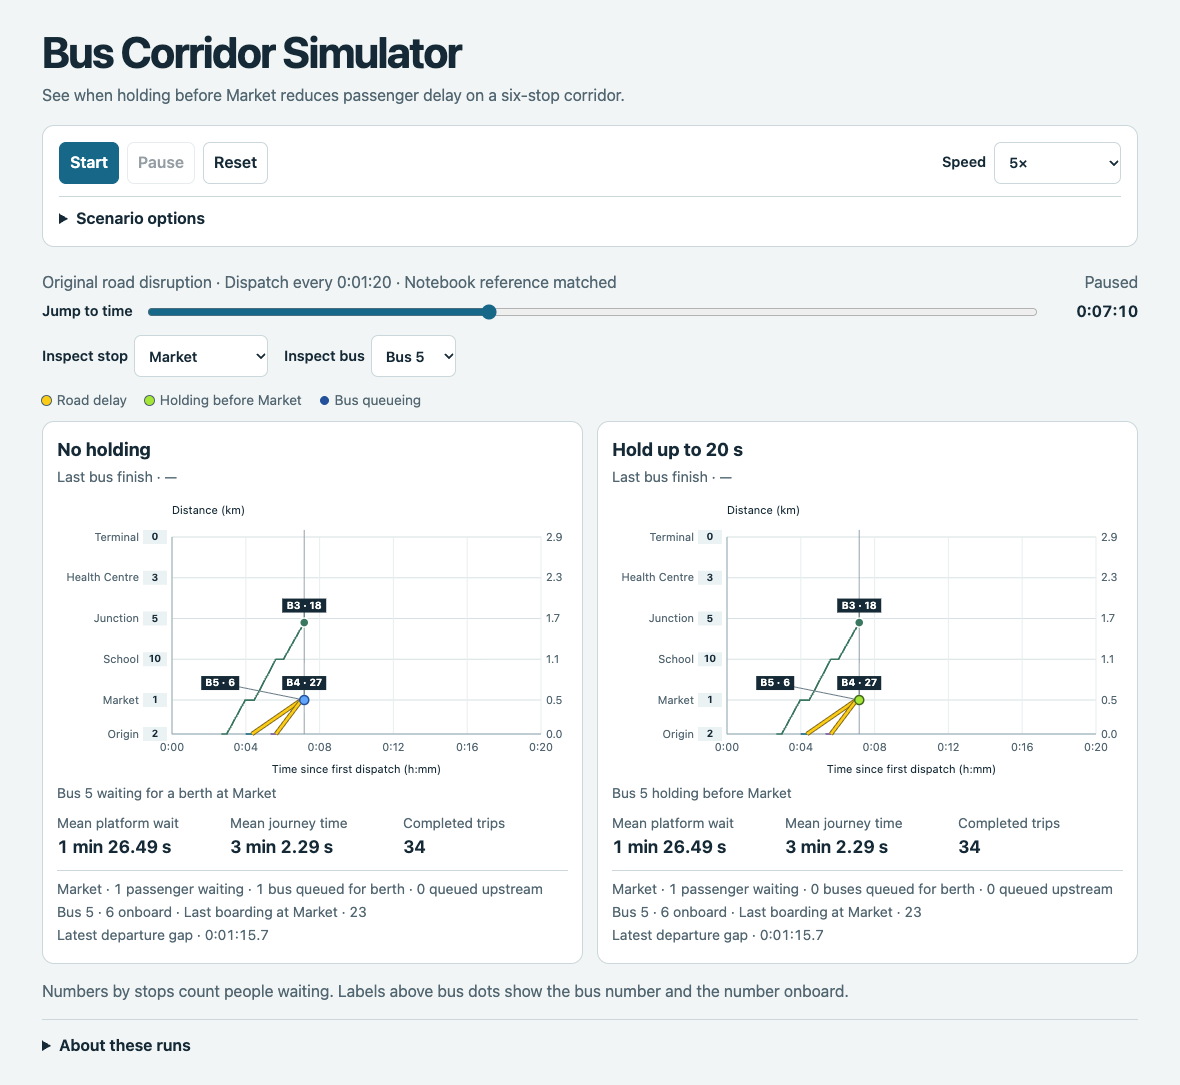 Bus Corridor Simulator
See when holding before Market reduces passenger delay on a six-stop corridor.
Start Pause Reset Speed 5×
▶ Scenario options
Original road disruption · Dispatch every 0:01:20 · Notebook reference matched Paused
Jump to time 0:07:10
Inspect stop Market Inspect bus Bus 5
Road delay Holding before Market Bus queueing
No holding
Last bus finish · —
Distance (km)
Terminal 0 2.9
Health Centre 3 2.3
B3 · 18
Junction 5 1.7
School 10 1.1
B5 · 6 B4 · 27
Market 1 0.5
Origin 2 0.0
0:00 0:04 0:08 0:12 0:16 0:20
Time since first dispatch (h:mm)
Bus 5 waiting for a berth at Market
Mean platform wait Mean journey time Completed trips
1 min 26.49 s 3 min 2.29 s 34
Market · 1 passenger waiting · 1 bus queued for berth · 0 queued upstream
Bus 5 · 6 onboard · Last boarding at Market · 23
Latest departure gap · 0:01:15.7
Hold up to 20 s
Last bus finish · —
Distance (km)
Terminal 0 2.9
Health Centre 3 2.3
B3 · 18
Junction 5 1.7
School 10 1.1
B5 · 6 B4 · 27
Market 1 0.5
Origin 2 0.0
0:00 0:04 0:08 0:12 0:16 0:20
Time since first dispatch (h:mm)
Bus 5 holding before Market
Mean platform wait Mean journey time Completed trips
1 min 26.49 s 3 min 2.29 s 34
Market · 1 passenger waiting · 0 buses queued for berth · 0 queued upstream
Bus 5 · 6 onboard · Last boarding at Market · 23
Latest departure gap · 0:01:15.7
Numbers by stops count people waiting. Labels above bus dots show the bus number and the number onboard.
▶ About these runs